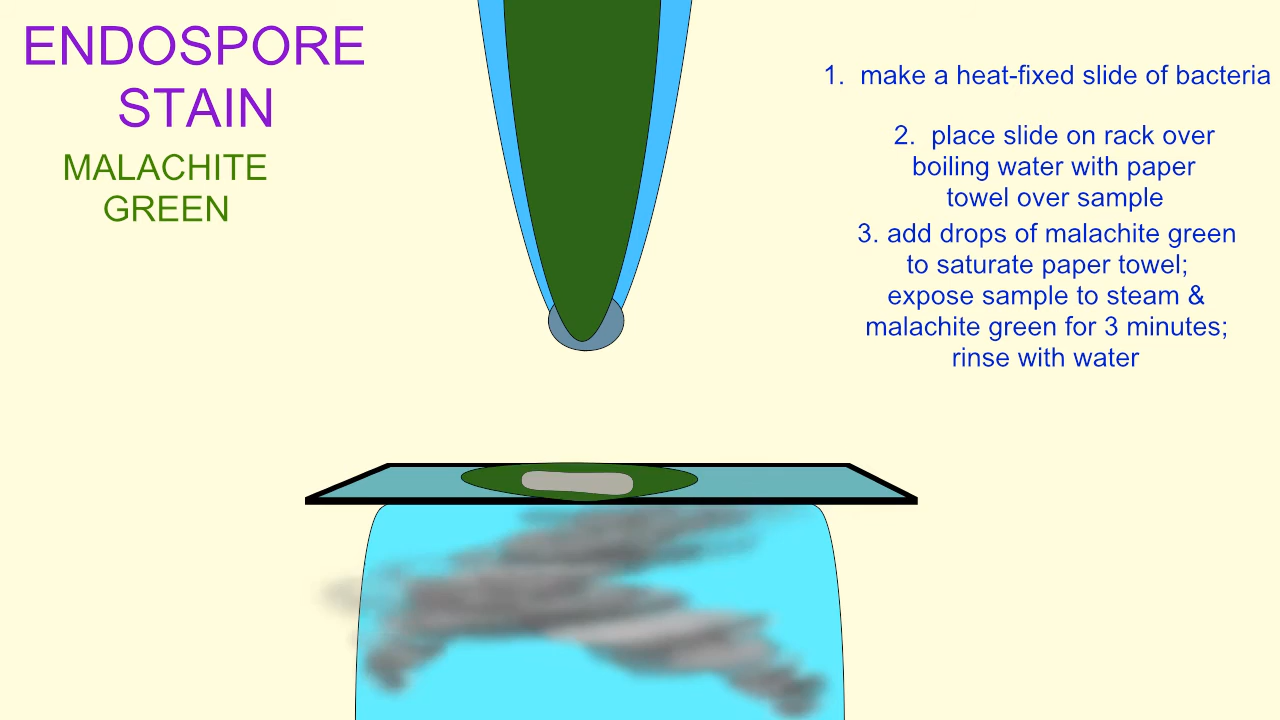 ENDOSPORE
STAIN
MALACHITE
GREEN
1. make a heat-fixed slide of bacteria
2. place slide on rack over
boiling water with paper
towel over sample
3. add drops of malachite green
to saturate paper towel;
expose sample to steam &
malachite green for 3 minutes;
rinse with water